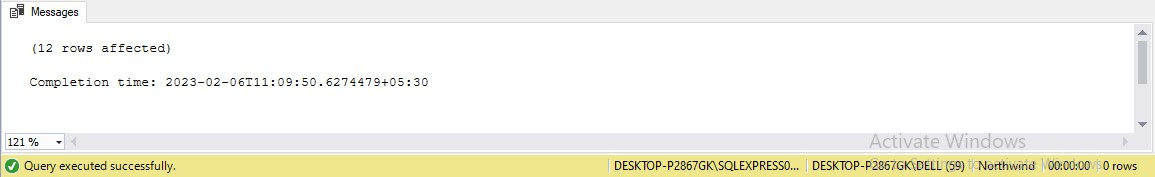 Messages
(12 rows affected)
Completion time: 2023-02-06T11:09:50.6274479+05:30
121 %
Activate Windows
Query executed successfully.
DESKTOP-P2867GK\SQLEXPRESS0... DESKTOP-P2867GK\DELL (59) Northwind 00:00:00 0 rows